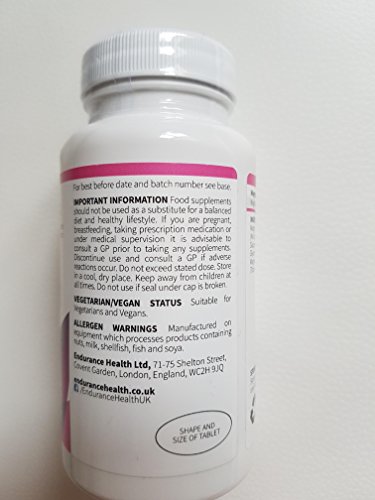 For best before date and batch number see base.
IMPORTANT INFORMATION Food supplements
should not be used as a substitute for a balanced
diet and healthy lifestyle. If you are pregnant,
breastfeeding, taking prescription medication or
under medical supervision it is advisable to
consult a GP prior to taking any supplements.
Discontinue use and consult a GP if adverse
reactions occur. Do not exceed stated dose. Store
in a cool, dry place. Keep away from children at
all times. Do not use if seal under cap is broken.
VEGETARIAN/VEGAN STATUS Suitable for
Vegetarians and Vegans.
ALLERGEN WARNINGS Manufactured on
equipment which processes products containing
nuts, milk, shellfish, fish and soya.
Endurance Health Ltd, 71-75 Shelton Street,
Covent Garden, London, England, WC2H 9JQ
endurancehealth.co.uk
/EnduranceHealthUK
SHAPE AND
SIZE OF TABLET